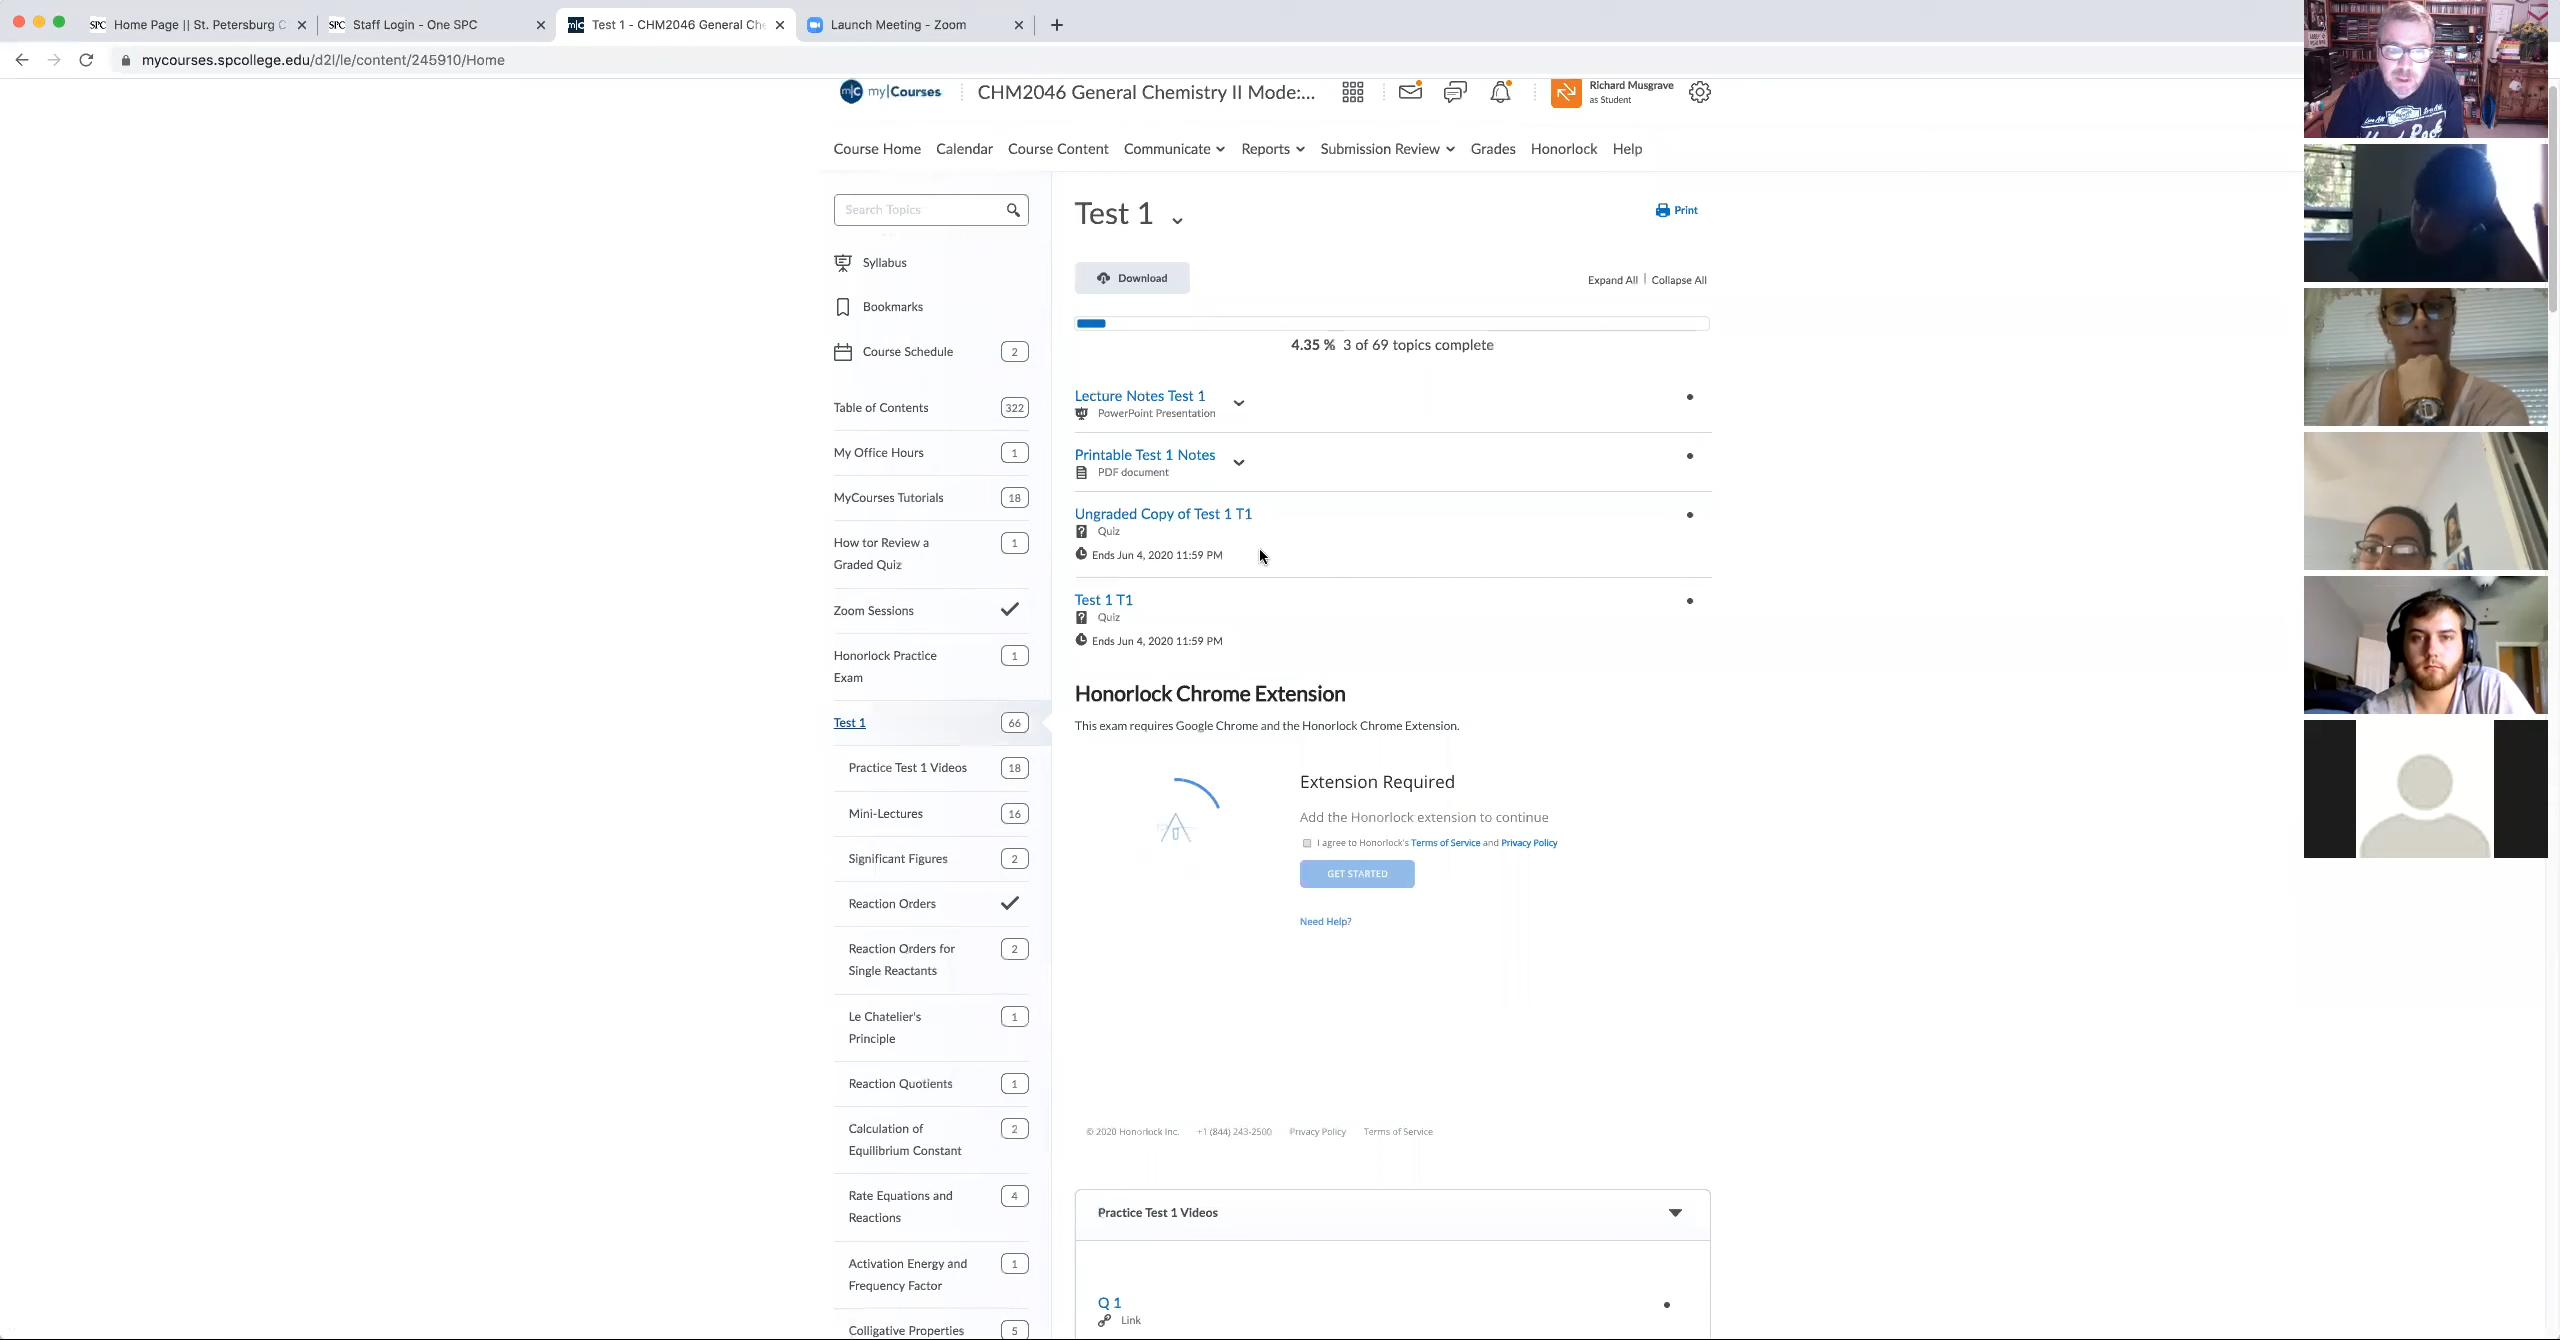 Home Page || St. Petersburg C
Staff Login - One SPC
Test 1 - CHM2046 General Che
Launch Meeting - Zoom
mycourses.spcollege.edu/d2l/le/content/245910/Home
my|Courses
CHM2046 General Chemistry II Mode:...
Richard Musgrave
as Student
Course Home
Calendar
Course Content
Communicate
Reports
Submission Review
Grades
Honorlock
Help
Search Topics
Syllabus
Bookmarks
Course Schedule 2
Table of Contents 322
My Office Hours 1
MyCourses Tutorials 18
How tor Review a 1
Graded Quiz
Zoom Sessions
Honorlock Practice 1
Exam
Test 1 66
Practice Test 1 Videos 18
Mini-Lectures 16
Significant Figures 2
Reaction Orders
Reaction Orders for 2
Single Reactants
Le Chatelier's 1
Principle
Reaction Quotients 1
Calculation of 2
Equilibrium Constant
Rate Equations and 4
Reactions
Activation Energy and 1
Frequency Factor
Colligative Properties 5
Test 1
Print
Download
Expand All | Collapse All
4.35 % 3 of 69 topics complete
Lecture Notes Test 1
PowerPoint Presentation
Printable Test 1 Notes
PDF document
Ungraded Copy of Test 1 T1
Quiz
Ends Jun 4, 2020 11:59 PM
Test 1 T1
Quiz
Ends Jun 4, 2020 11:59 PM
Honorlock Chrome Extension
This exam requires Google Chrome and the Honorlock Chrome Extension.
Extension Required
Add the Honorlock extension to continue
I agree to Honorlock's Terms of Service and Privacy Policy
GET STARTED
Need Help?
© 2020 Honorlock Inc. +1 (844) 243-2500 Privacy Policy Terms of Service
Practice Test 1 Videos
Q 1
Link